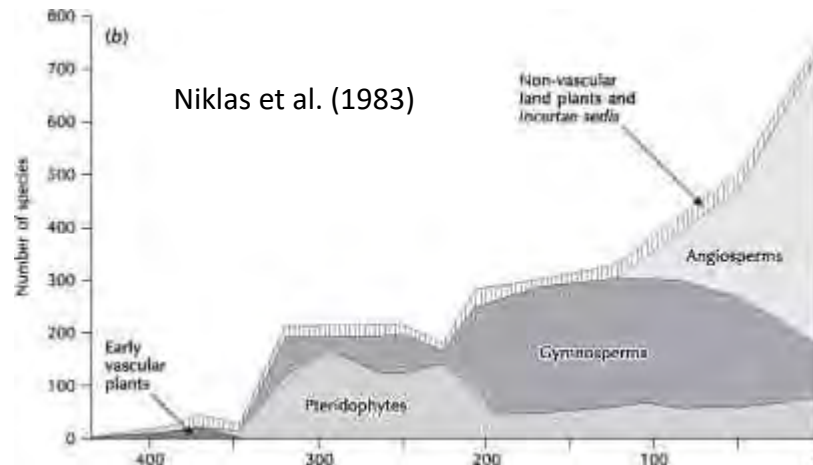 (b)
Niklas et al. (1983)
Number of species
800
700
600
500
400
300
200
100
0
Non-vascular
land plants and
incertae sedis
Angiosperms
Gymnosperms
Early
vascular
plants
Pteridophytes
400
300
200
100